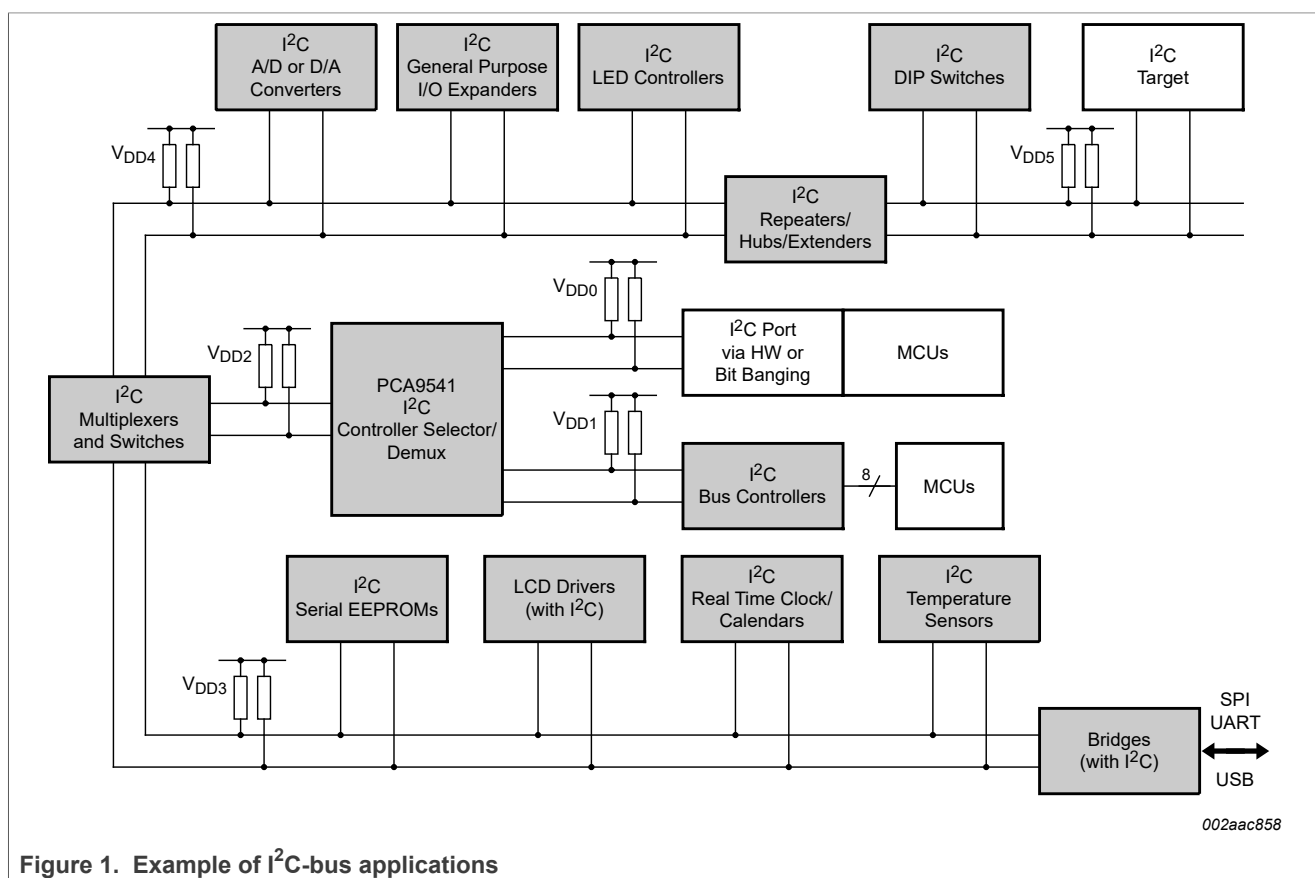 I²C
A/D or D/A
Converters
I²C
General Purpose
I/O Expanders
I²C
LED Controllers
I²C
DIP Switches
I²C
Target
VDD4
VDD5
I²C
Repeaters/
Hubs/Extenders
VDD0
I²C Port
via HW or
Bit Banging
MCUs
VDD2
PCA9541
I²C
Controller Selector/
Demux
I²C
Multiplexers
and Switches
VDD1
I²C
Bus Controllers
8
MCUs
I²C
Serial EEPROMs
LCD Drivers
(with I²C)
I²C
Real Time Clock/
Calendars
I²C
Temperature
Sensors
VDD3
Bridges
(with I²C)
SPI
UART
USB
002aac858
Figure 1. Example of I²C-bus applications